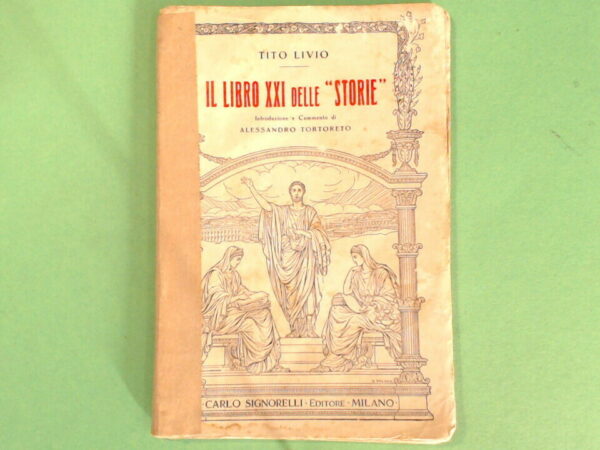 TITO LIVIO
IL LIBRO XXI DELLE "STORIE"
Introduzione e Commento di
ALESSANDRO TORTORETO
CARLO SIGNORELLI - EDITORE - MILANO